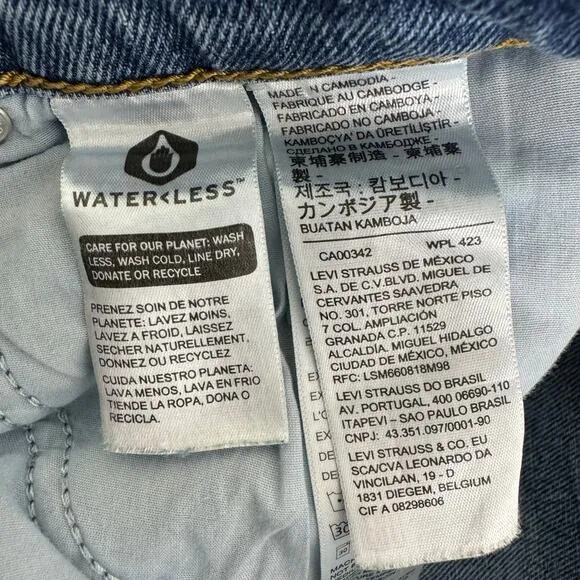 WATER<LESS™
CARE FOR OUR PLANET: WASH
LESS, WASH COLD, LINE DRY,
DONATE OR RECYCLE
PRENEZ SOIN DE NOTRE
PLANETE: LAVEZ MOINS,
LAVEZ A FROID, LAISSEZ
SECHER NATURELLEMENT,
DONNEZ OU RECYCLEZ
CUIDA NUESTRO PLANETA:
LAVA MENOS, LAVA EN FRIO
TIENDE LA ROPA, DONA O
RECICLA.
MADE IN CAMBODIA -
FABRIQUE AU CAMBODGE -
FABRICADO EN CAMBOYA -
FABRICADO NO CAMBOJA -
KAMBOÇYA' DA ÜRETİLİŞTİR -
СДЕЛАНО В КАМБОДЖЕ -
柬埔寨制造 - 柬埔寨
製 -
제조국 : 캄보디아 -
カンボジア製 -
BUATAN KAMBOJA
CA00342 WPL 423
LEVI STRAUSS DE MÉXICO
S.A. DE C.V.BLVD. MIGUEL DE
CERVANTES SAAVEDRA
NO. 301, TORRE NORTE PISO
7 COL. AMPLIACIÓN
GRANADA C.P. 11529
ALCALDÍA. MIGUEL HIDALGO
CIUDAD DE MÉXICO, MÉXICO
RFC: LSM660818M98
LEVI STRAUSS DO BRASIL
AV. PORTUGAL, 400 06690-110
ITAPEVI – SAO PAULO BRASIL
CNPJ: 43.351.097/0001-90
LEVI STRAUSS & CO. EU
SCA/CVA LEONARDO DA
VINCILAAN, 19 - D
1831 DIEGEM, BELGIUM
CIF A 08298606